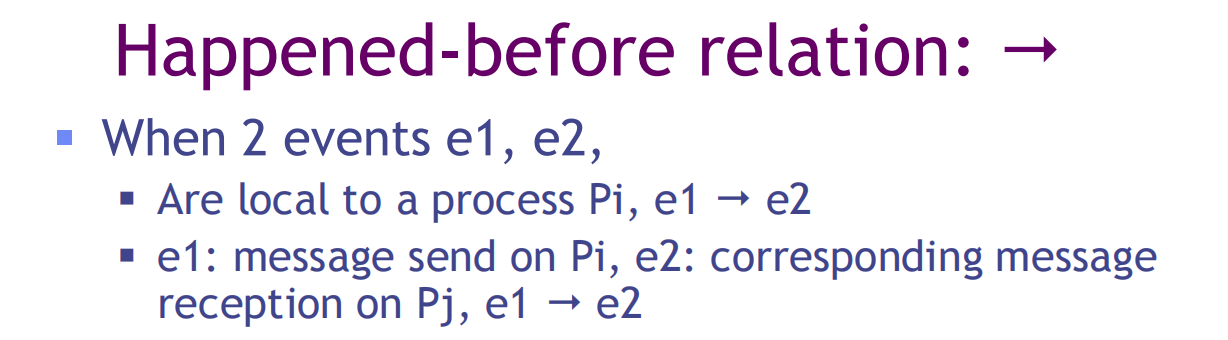 Happened-before relation: →
▪ When 2 events e1, e2,
▪ Are local to a process Pi, e1 → e2
▪ e1: message send on Pi, e2: corresponding message
reception on Pj, e1 → e2